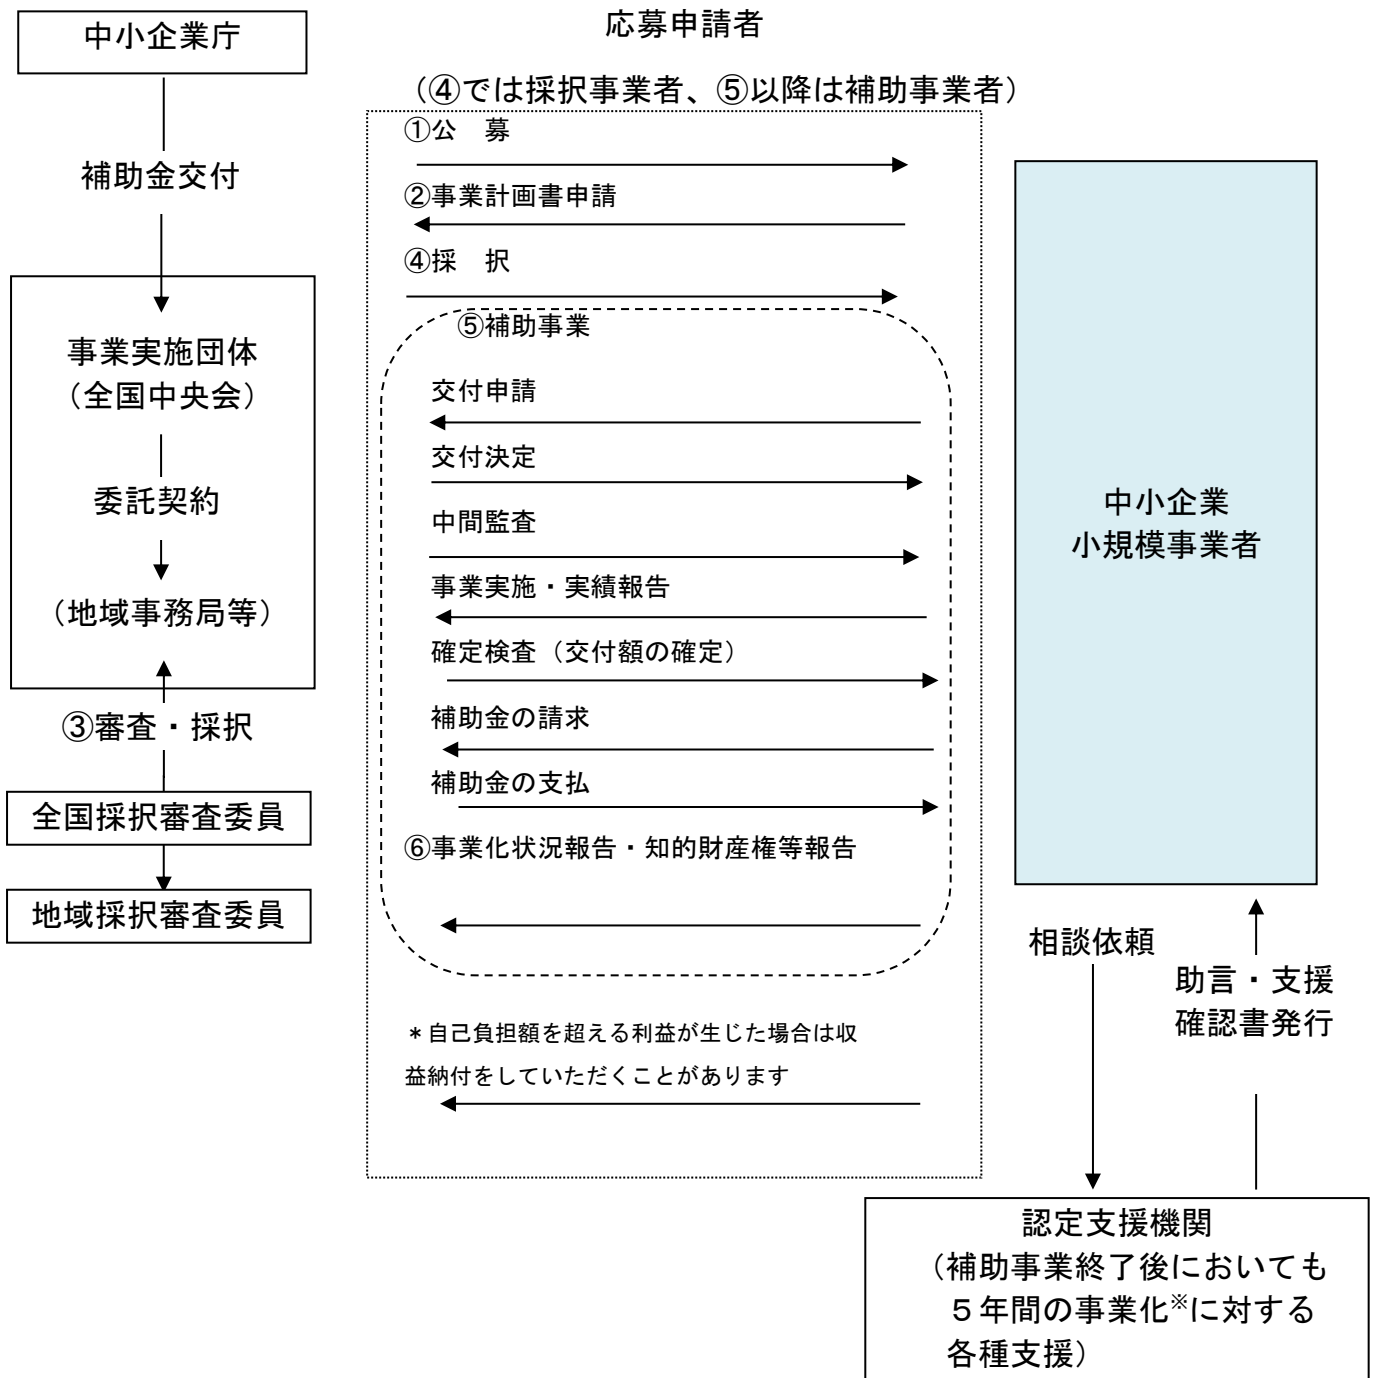 中小企業庁
補助金交付
事業実施団体
（全国中央会）
委託契約
（地域事務局等）
③審査・採択
全国採択審査委員
地域採択審査委員
応募申請者
（④では採択事業者、⑤以降は補助事業者）
①公　募
②事業計画書申請
④採　択
⑤補助事業
交付申請
交付決定
中間監査
事業実施・実績報告
確定検査（交付額の確定）
補助金の請求
補助金の支払
⑥事業化状況報告・知的財産権等報告
＊自己負担額を超える利益が生じた場合は収
益納付をしていただくことがあります
中小企業
小規模事業者
相談依頼
助言・支援
確認書発行
認定支援機関
（補助事業終了後においても
５年間の事業化※に対する
各種支援）